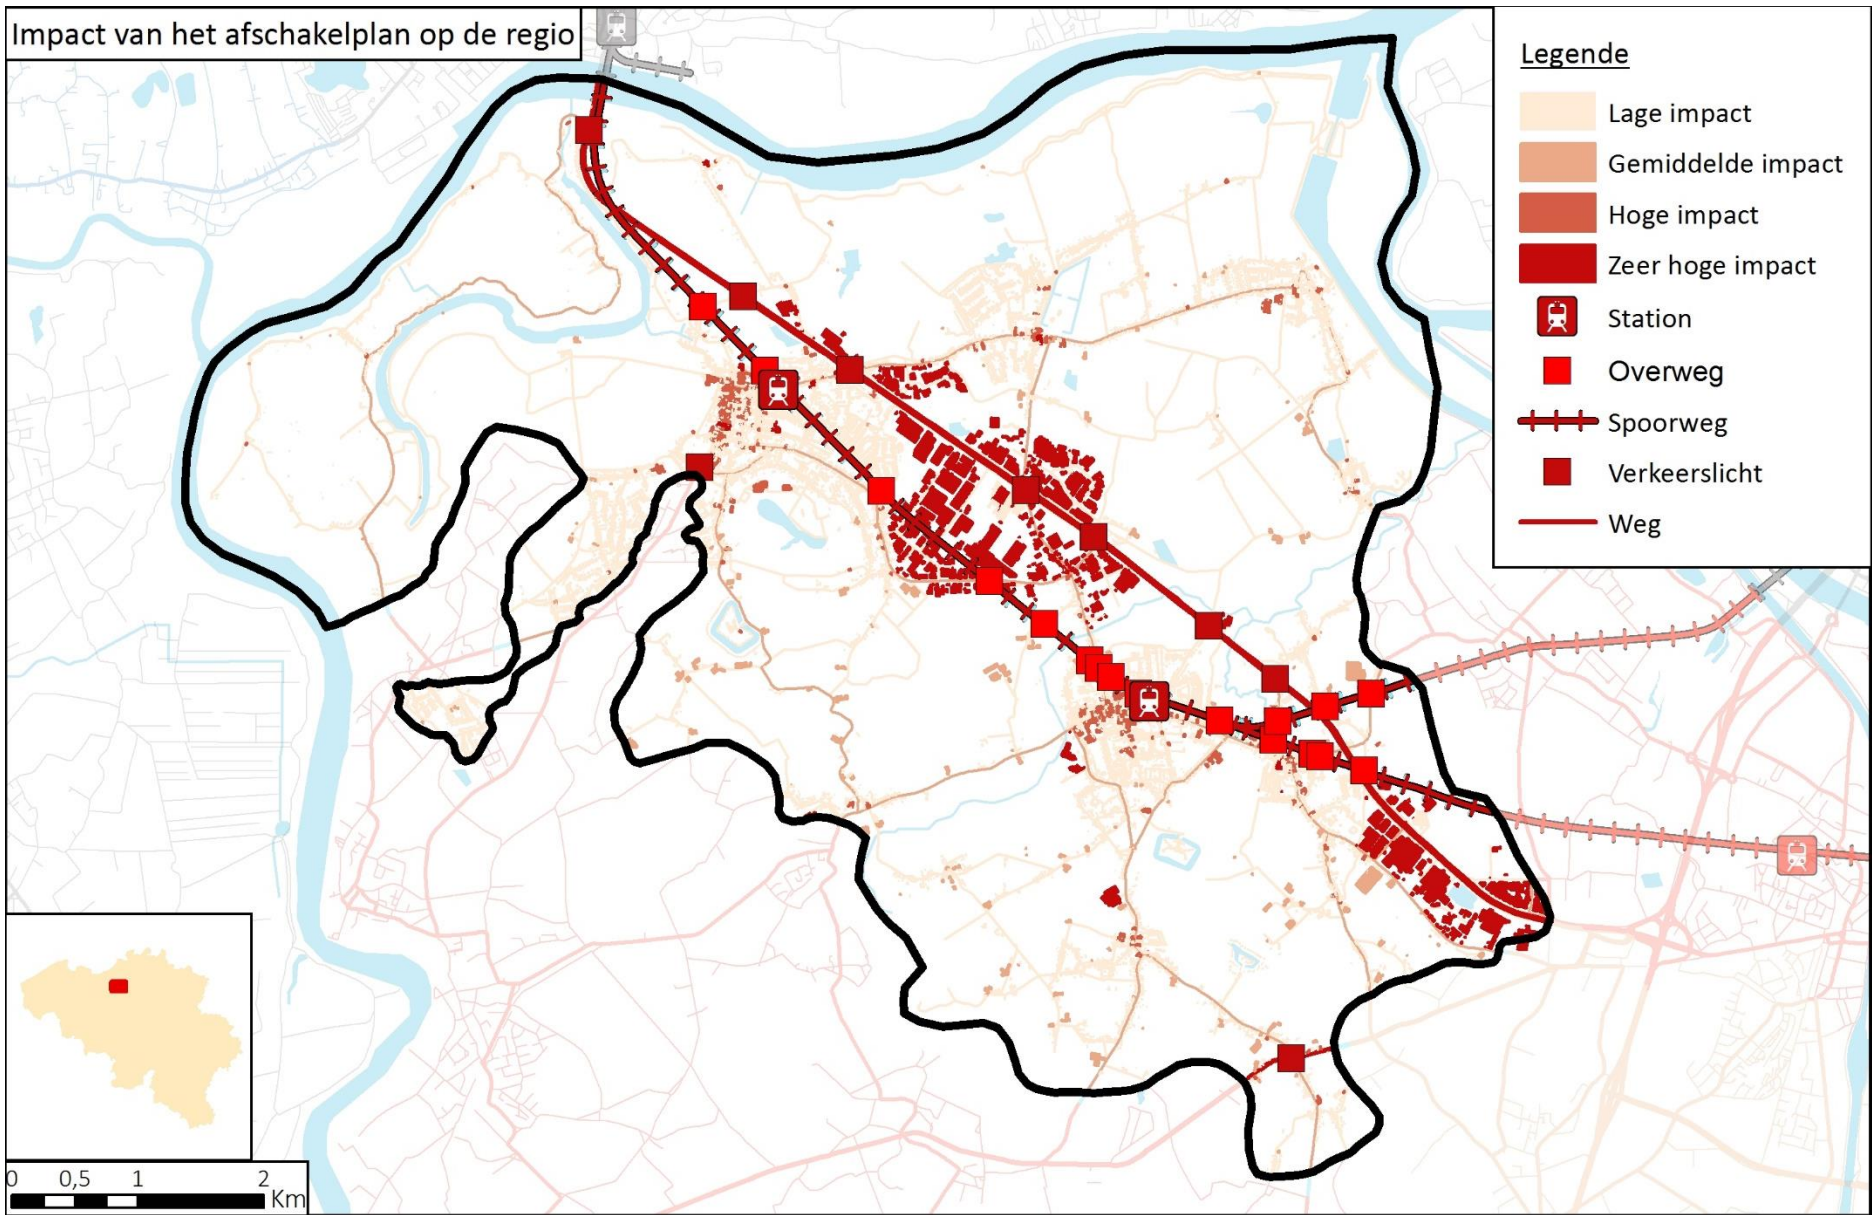 Impact van het afschakelplan op de regio
Legende
Lage impact
Gemiddelde impact
Hoge impact
Zeer hoge impact
Station
Overweg
Spoorweg
Verkeerslicht
Weg
0 0,5 1 2
Km